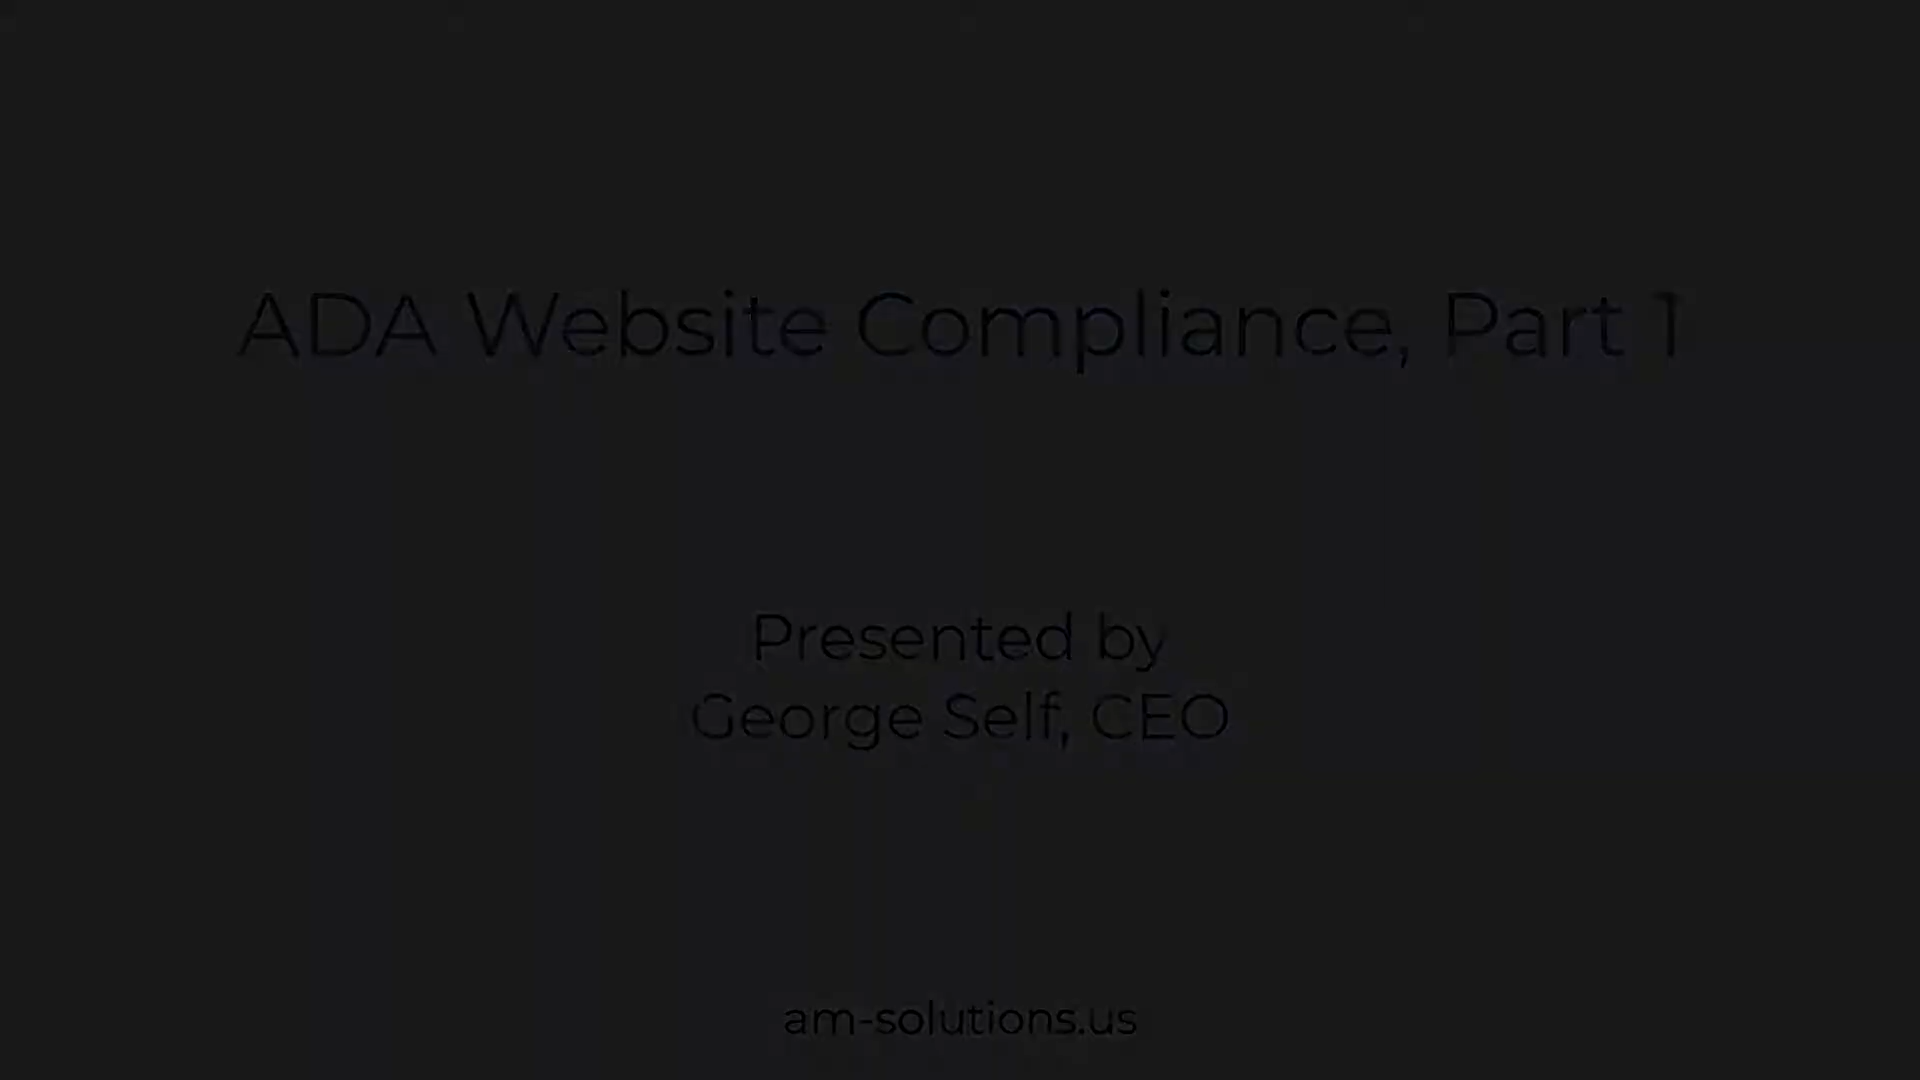 ADA Website Compliance, Part 1
Presented by
George Self, CEO
am-solutions.us